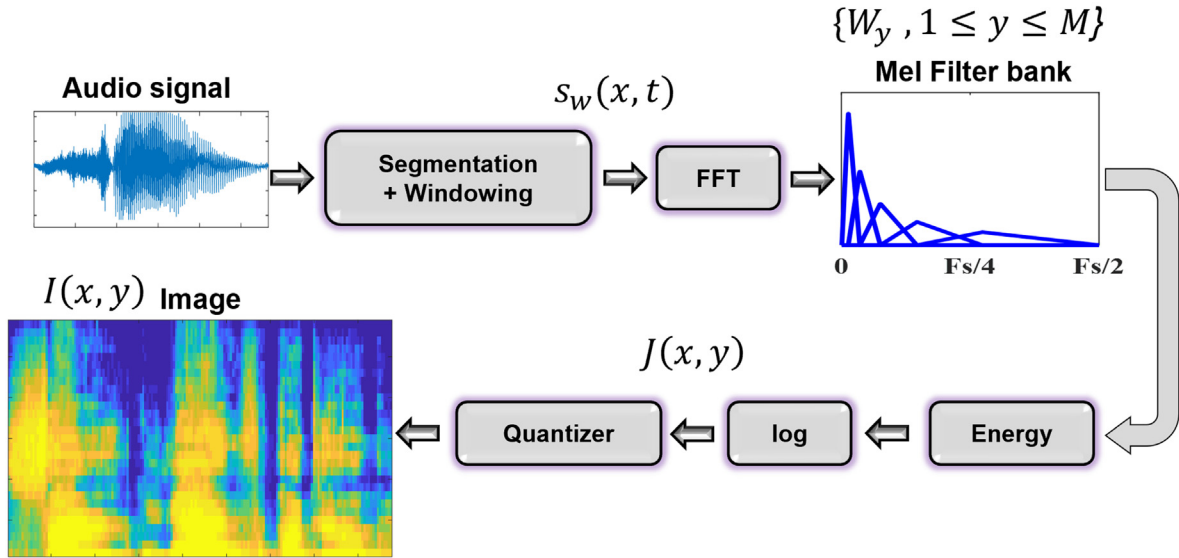 {W_y , 1 ≤ y ≤ M}
Mel Filter bank
Audio signal
s_w(x, t)
Segmentation
+ Windowing
FFT
0 Fs/4 Fs/2
I(x, y) Image
J(x, y)
Quantizer
log
Energy